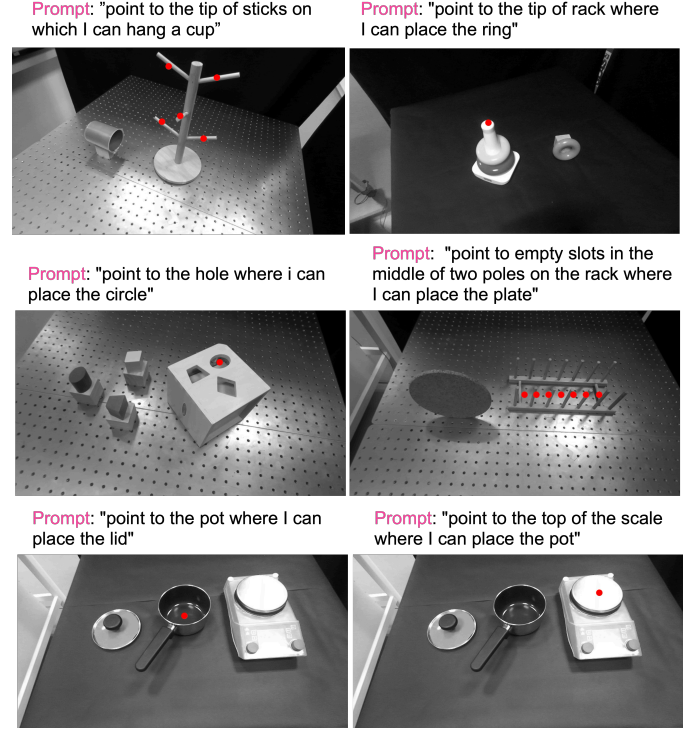 Prompt: ”point to the tip of sticks on
which I can hang a cup”
Prompt: "point to the tip of rack where
I can place the ring"
Prompt: "point to the hole where i can
place the circle"
Prompt:  "point to empty slots in the
middle of two poles on the rack where
I can place the plate"
Prompt: "point to the pot where I can
place the lid"
Prompt: "point to the top of the scale
where I can place the pot"